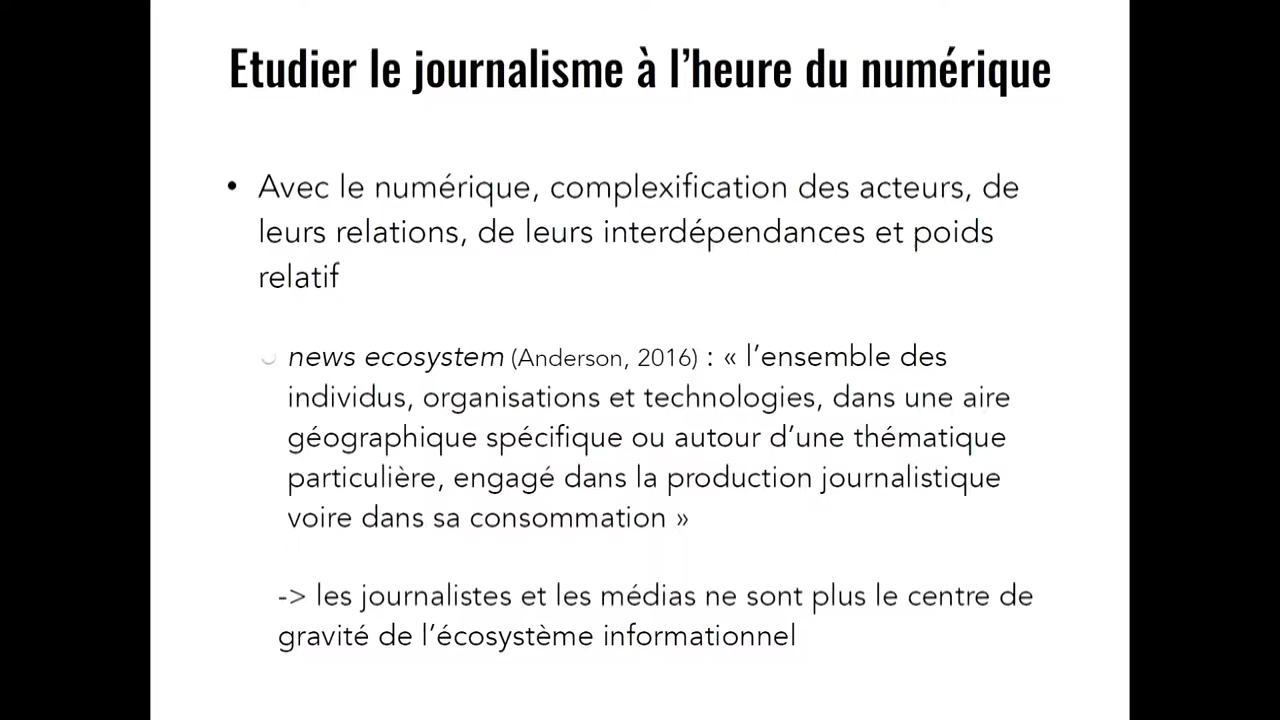 Etudier le journalisme à l’heure du numérique
• Avec le numérique, complexification des acteurs, de
leurs relations, de leurs interdépendances et poids
relatif
news ecosystem (Anderson, 2016) : « l’ensemble des
individus, organisations et technologies, dans une aire
géographique spécifique ou autour d’une thématique
particulière, engagé dans la production journalistique
voire dans sa consommation »
-> les journalistes et les médias ne sont plus le centre de
gravité de l’écosystème informationnel